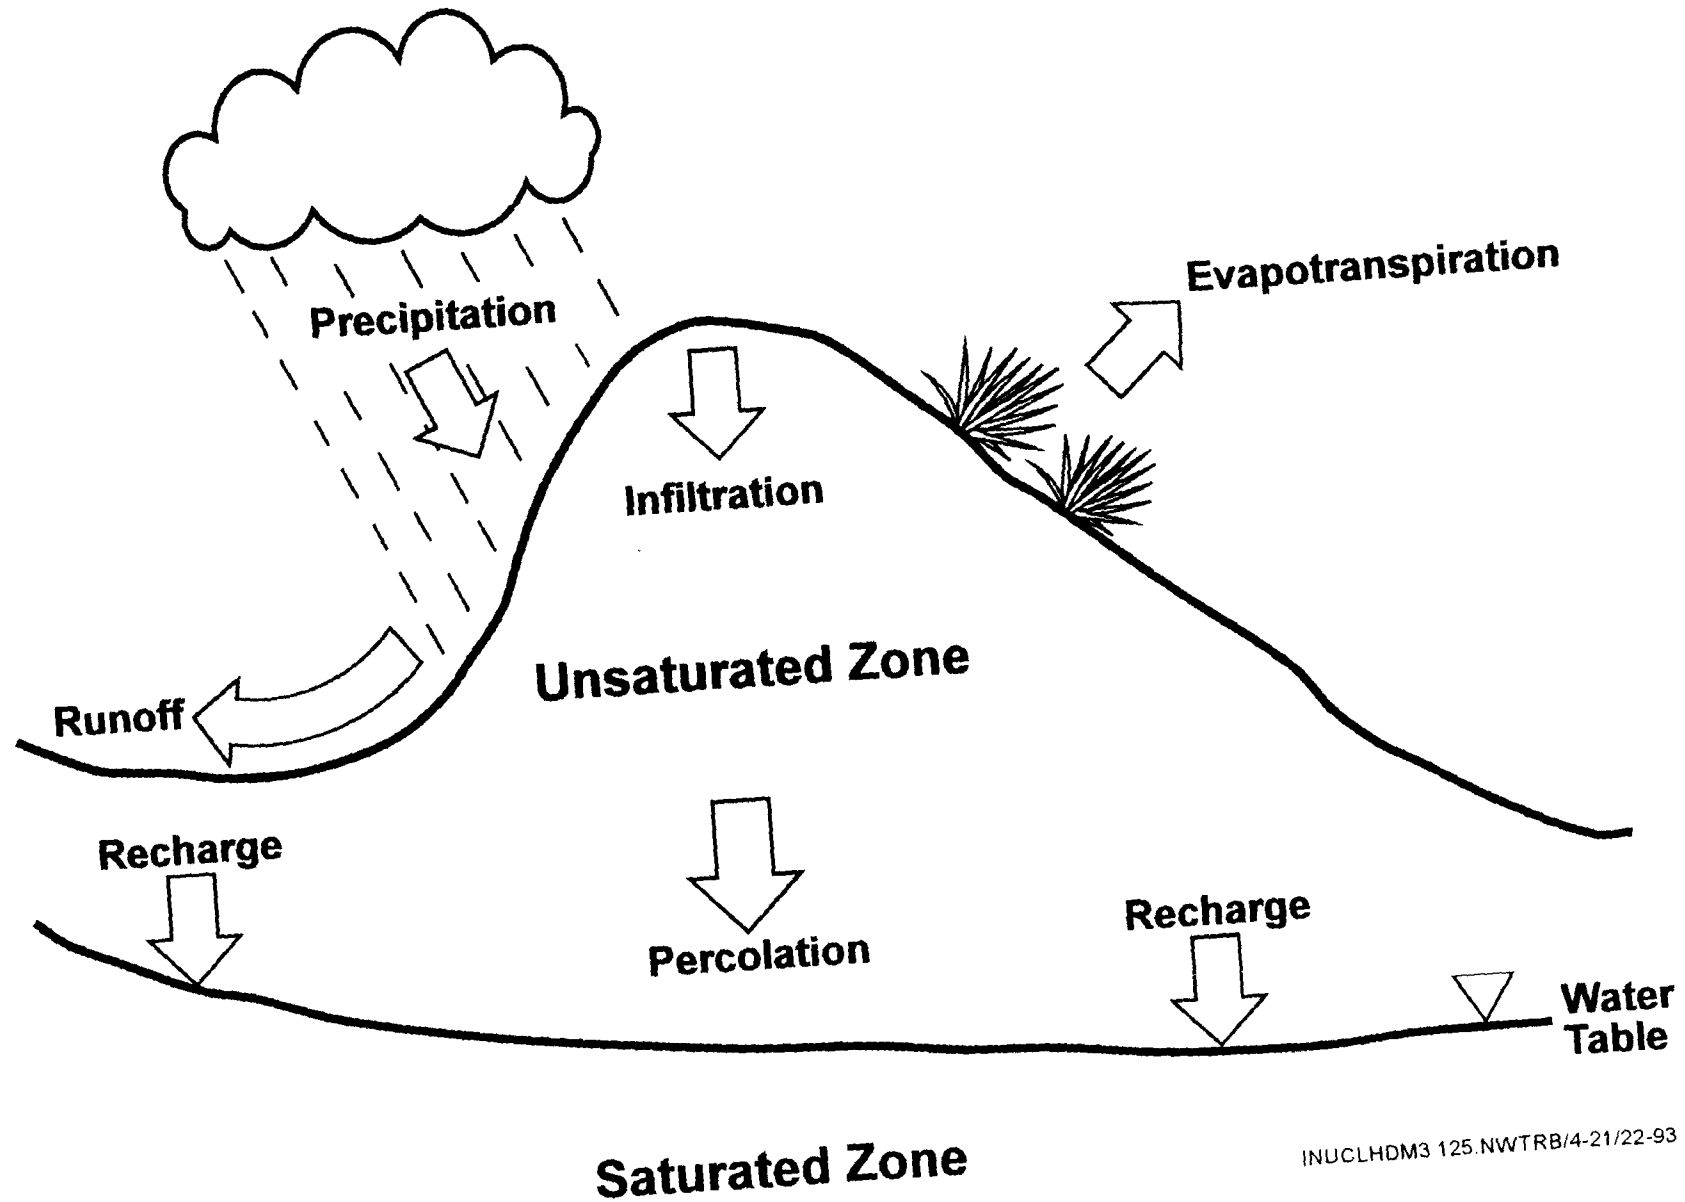 Evapotranspiration
Precipitation
Infiltration
Unsaturated Zone
Runoff
Recharge
Percolation
Recharge
Water
Table
Saturated Zone
INUCLHDM3 125.NWTRB/4-21/22-93